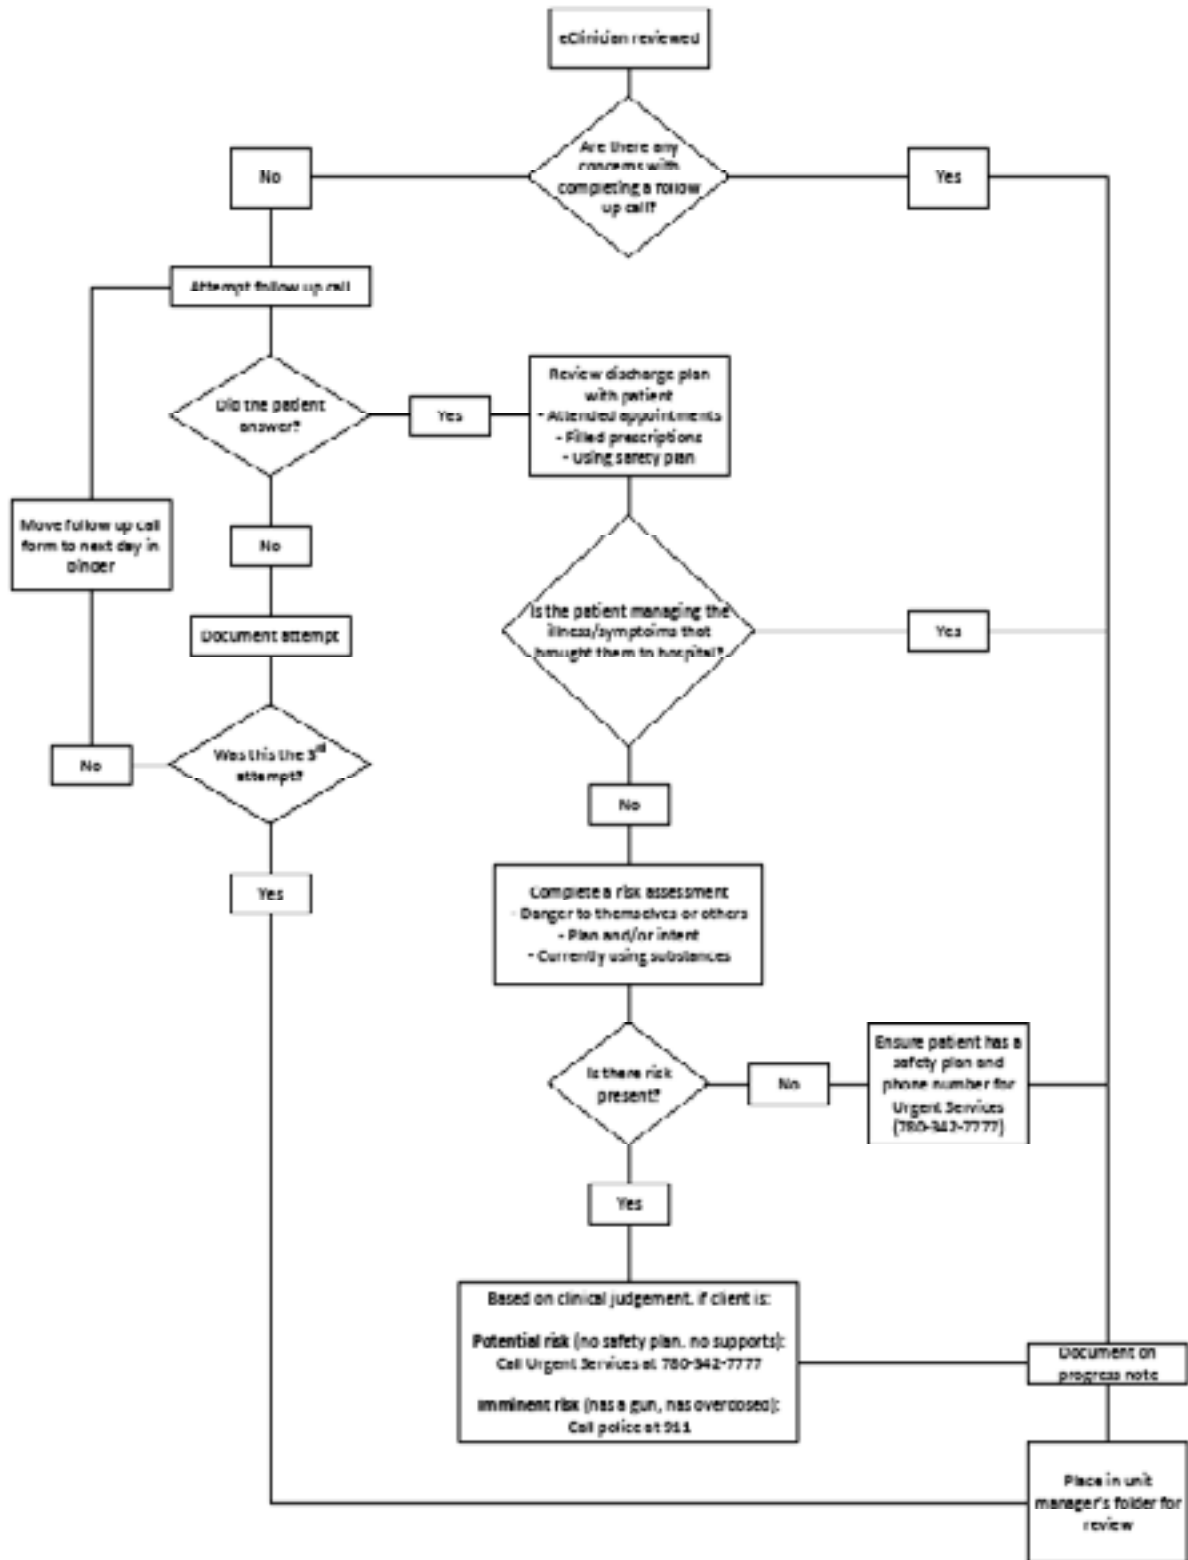 eClinician reviewed
Are there any
concerns with
completing a follow
up call?
No
Yes
Attempt follow up call
Did the patient
answer?
Yes
Review discharge plan
with patient
- Attended appointments
- Filled prescriptions
- Using safety plan
Move follow up call
form to next day in
binder
No
Document attempt
Is the patient managing the
illness/symptoims that
brought them to hospital?
Yes
Was this the 3rd
attempt?
No
No
Yes
Complete a risk assessment
- Danger to themselves or others
- Plan and/or intent
- Currently using substances
Is there risk
present?
No
Ensure patient has a
safety plan and
phone number for
Urgent Services
(780-342-7777)
Yes
Based on clinical judgement, if client is:
Potential risk (no safety plan, no supports):
Call Urgent Services at 780-342-7777
Imminent risk (has a gun, has overdosed):
Call police at 911
Document on
progress note
Place in unit
manager's folder for
review